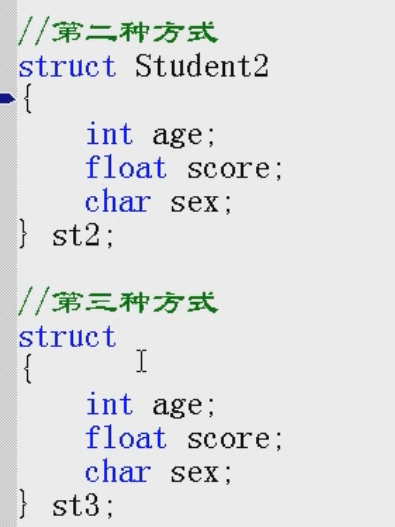 //第二种方式
struct Student2
{
int age;
float score;
char sex;
} st2;
//第三种方式
struct
{
int age;
float score;
char sex;
} st3;